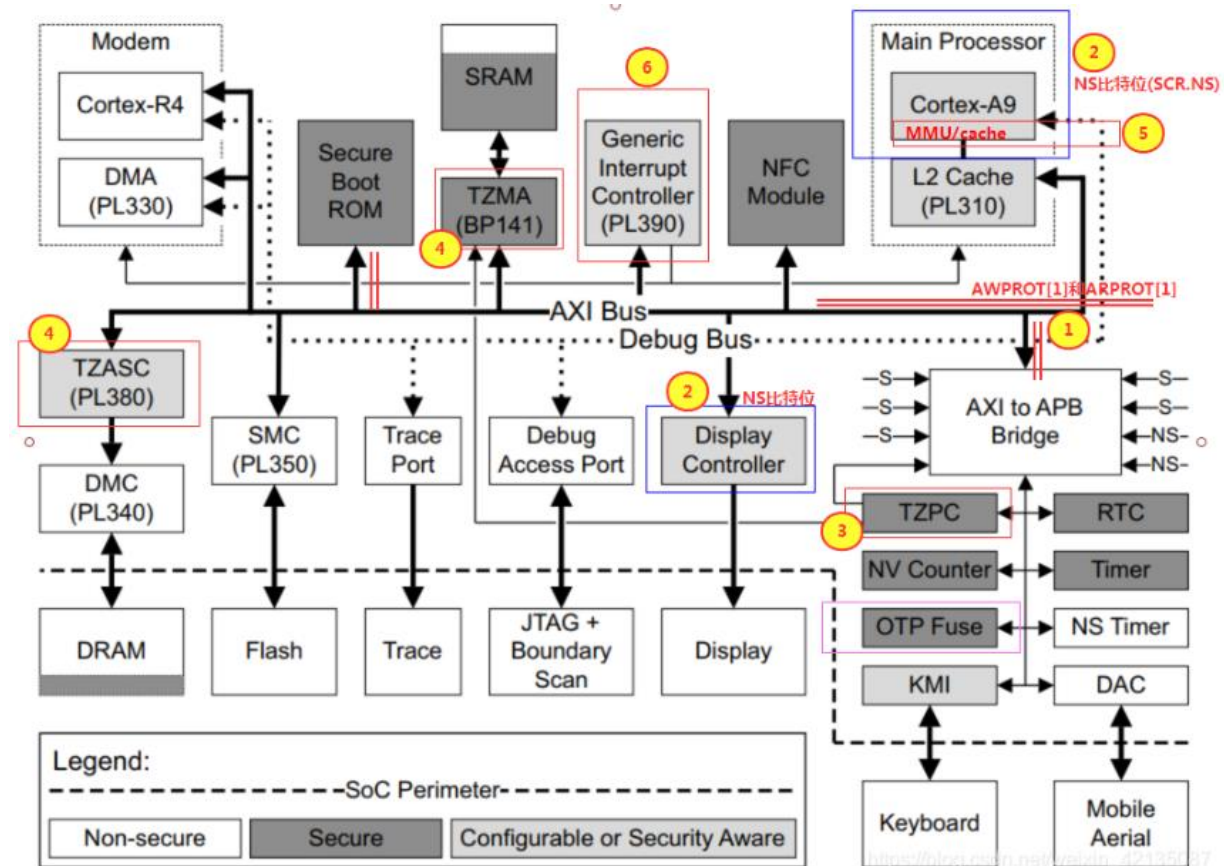 Modem
Cortex-R4
DMA
(PL330)
Secure
Boot
ROM
SRAM
TZMA
(BP141)
4
6
Generic
Interrupt
Controller
(PL390)
NFC
Module
Main Processor
Cortex-A9
MMU/cache
L2 Cache
(PL310)
2
NS比特位(SCR.NS)
5
AWPROT[1]和ARPROT[1]
1
AXI Bus
Debug Bus
4
TZASC
(PL380)
DMC
(PL340)
SMC
(PL350)
Trace
Port
Debug
Access Port
2
NS比特位
Display
Controller
S
S
S
AXI to APB
Bridge
S
S
NS
NS
3
TZPC
RTC
NV Counter
Timer
OTP Fuse
NS Timer
KMI
DAC
DRAM
Flash
Trace
JTAG +
Boundary
Scan
Display
Keyboard
Mobile
Aerial
Legend:
SoC Perimeter
Non-secure
Secure
Configurable or Security Aware
https://blog.csdn.net/weixin_42135087